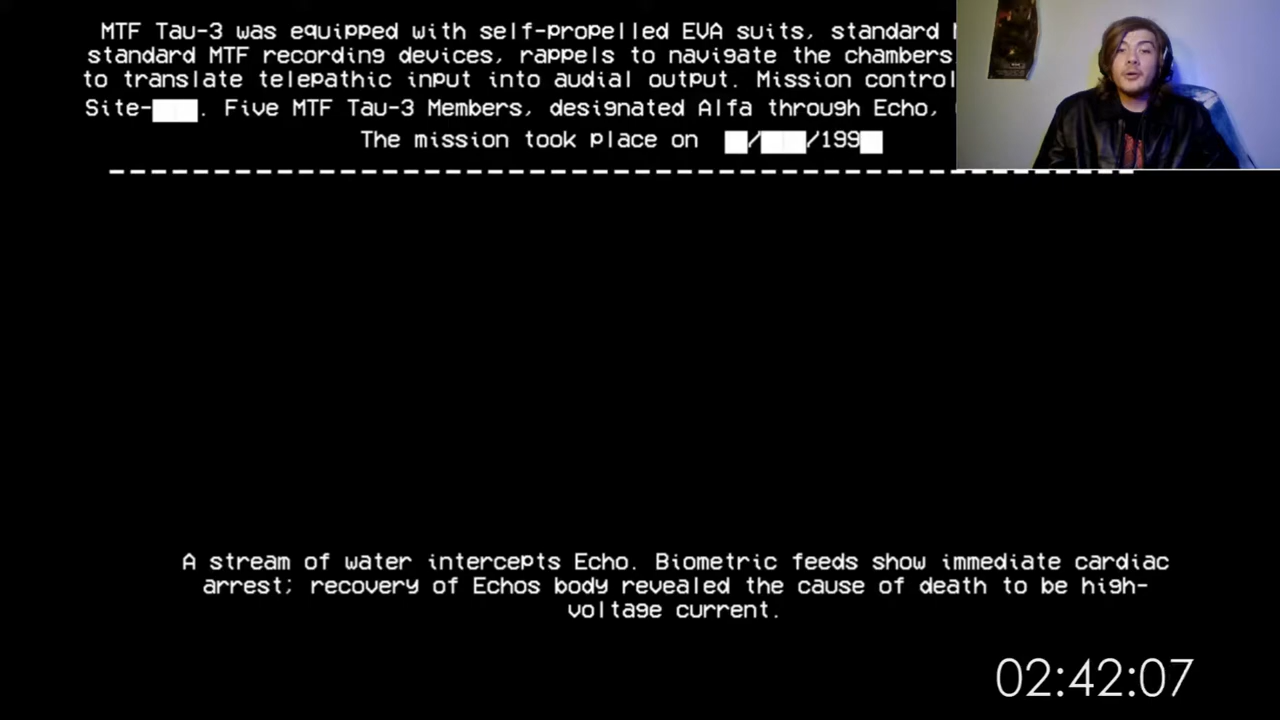 MTF Tau-3 was equipped with self-propelled EVA suits, standard
standard MTF recording devices, rappels to navigate the chambers,
to translate telepathic input into audial output. Mission control
Site-███. Five MTF Tau-3 Members, designated Alfa through Echo,
The mission took place on █/██/199█
A stream of water intercepts Echo. Biometric feeds show immediate cardiac
arrest; recovery of Echos body revealed the cause of death to be high-
voltage current.
02:42:07